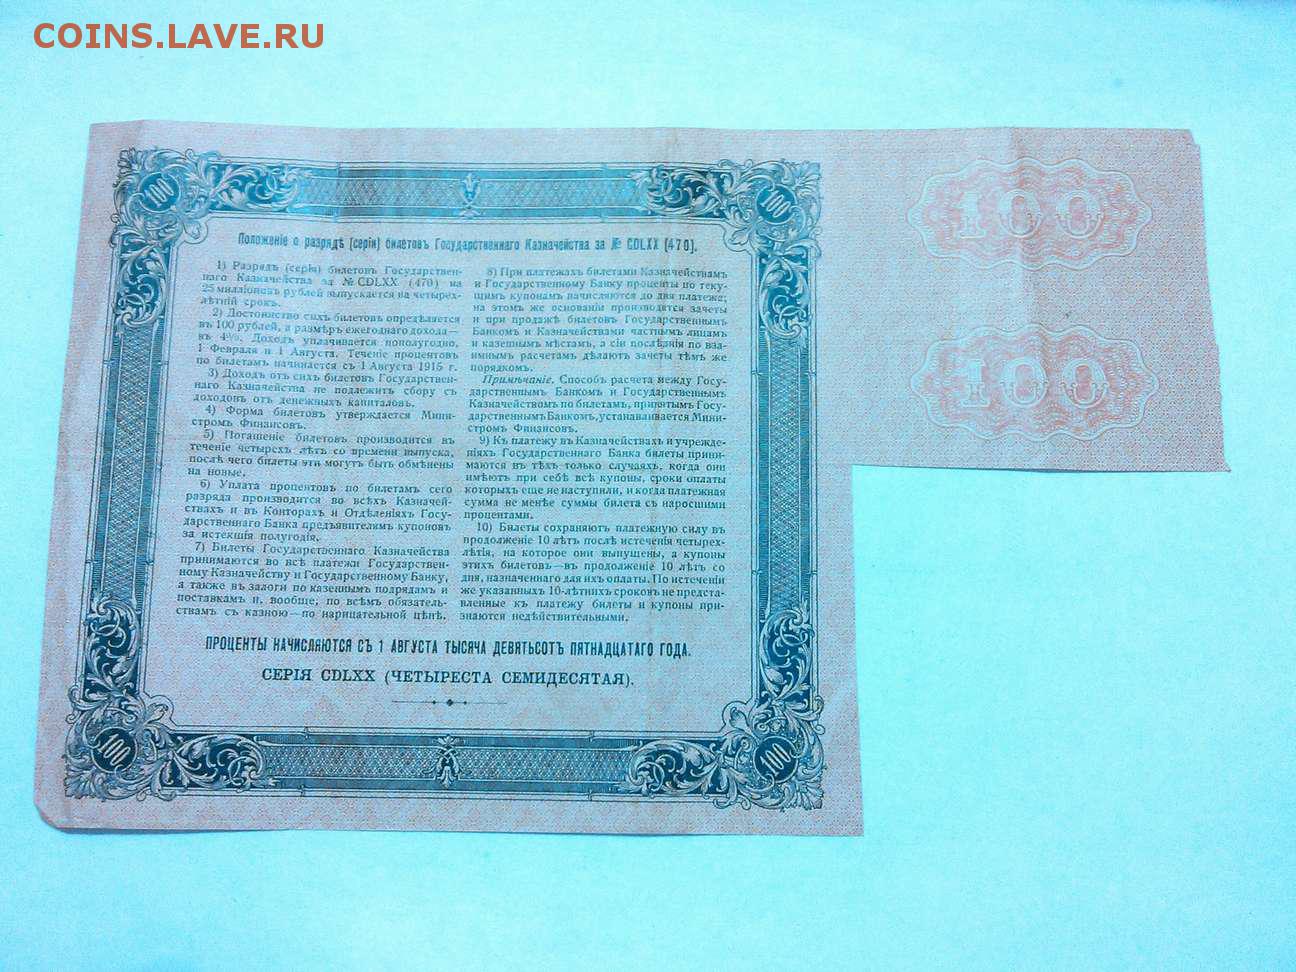 COINS.LAVE.RU
100
100
100
100
Положеніе о разрядѣ (серіи) билетовъ Государственнаго Казначейства за № CDLXX (470).
1) Разрядъ (серія) билетовъ Государствен-
наго Казначейства за № CDLXX (470) на
25 милліоновъ рублей выпускается на четырех-
лѣтній срокъ.
2) Достоинство сихъ билетовъ опредѣляется
въ 100 рублей, а размѣръ ежегоднаго дохода—
въ 4%. Доходъ уплачивается пополугодно,
1 Февраля и 1 Августа. Теченіе процентовъ
по билетамъ начинается съ 1 Августа 1915 г.
3) Доходъ отъ сихъ билетовъ Государствен-
наго Казначейства не подлежитъ сбору съ
доходовъ отъ денежныхъ капиталовъ.
4) Форма билетовъ утверждается Мини-
стромъ Финансовъ.
5) Погашеніе билетовъ производится въ
теченіе четырехъ лѣтъ со времени выпуска,
послѣ чего билеты эти могутъ быть обмѣнены
на новые.
6) Уплата процентовъ по билетамъ сего
разряда производится во всѣхъ Казначей-
ствахъ и въ Конторахъ и Отдѣленіяхъ Госу-
дарственнаго Банка предъявителямъ купоновъ
за истекшія полугодія.
7) Билеты Государственнаго Казначейства
принимаются во всѣ платежи Государствен-
ному Казначейству и Государственному Банку,
а также въ залоги по казеннымъ подрядамъ и
поставкамъ и, вообще, по всѣмъ обязатель-
ствамъ съ казною—по нарицательной цѣнѣ.
8) При платежахъ билетами Казначействамъ
и Государственному Банку проценты по теку-
щимъ купонамъ начисляются до дня платежа;
на этомъ же основаніи производятся зачеты
и при продажѣ билетовъ Государственнымъ
Банкомъ и Казначействами частнымъ лицамъ
и казеннымъ мѣстамъ, а сіи послѣднія по вза-
имнымъ расчетамъ дѣлаютъ зачеты тѣмъ же
порядкомъ.
Примѣчаніе. Способъ расчета между Госу-
дарственнымъ Банкомъ и Государственнымъ
Казначействомъ по билетамъ, принятымъ Госу-
дарственнымъ Банкомъ, устанавливается Мини-
стромъ Финансовъ.
9) Къ платежу въ Казначействахъ и учрежде-
ніяхъ Государственнаго Банка билеты прини-
маются въ тѣхъ только случаяхъ, когда они
имѣютъ при себѣ всѣ купоны, сроки оплаты
которыхъ еще не наступили, и когда платежная
сумма не менѣе суммы билета съ наросшими
процентами.
10) Билеты сохраняютъ платежную силу въ
продолженіе 10 лѣтъ послѣ истеченія четырех-
лѣтія, на которое они выпущены, а купоны
этихъ билетовъ—въ продолженіе 10 лѣтъ со
дня, назначеннаго для ихъ оплаты. По истеченіи
же указанныхъ 10-лѣтнихъ сроковъ не предста-
вленные къ платежу билеты и купоны при-
знаются недѣйствительными.
ПРОЦЕНТЫ НАЧИСЛЯЮТСЯ СЪ 1 АВГУСТА ТЫСЯЧА ДЕВЯТЬСОТЪ ПЯТНАДЦАТАГО ГОДА.
СЕРІЯ CDLXX (ЧЕТЫРЕСТА СЕМИДЕСЯТАЯ).
100
100